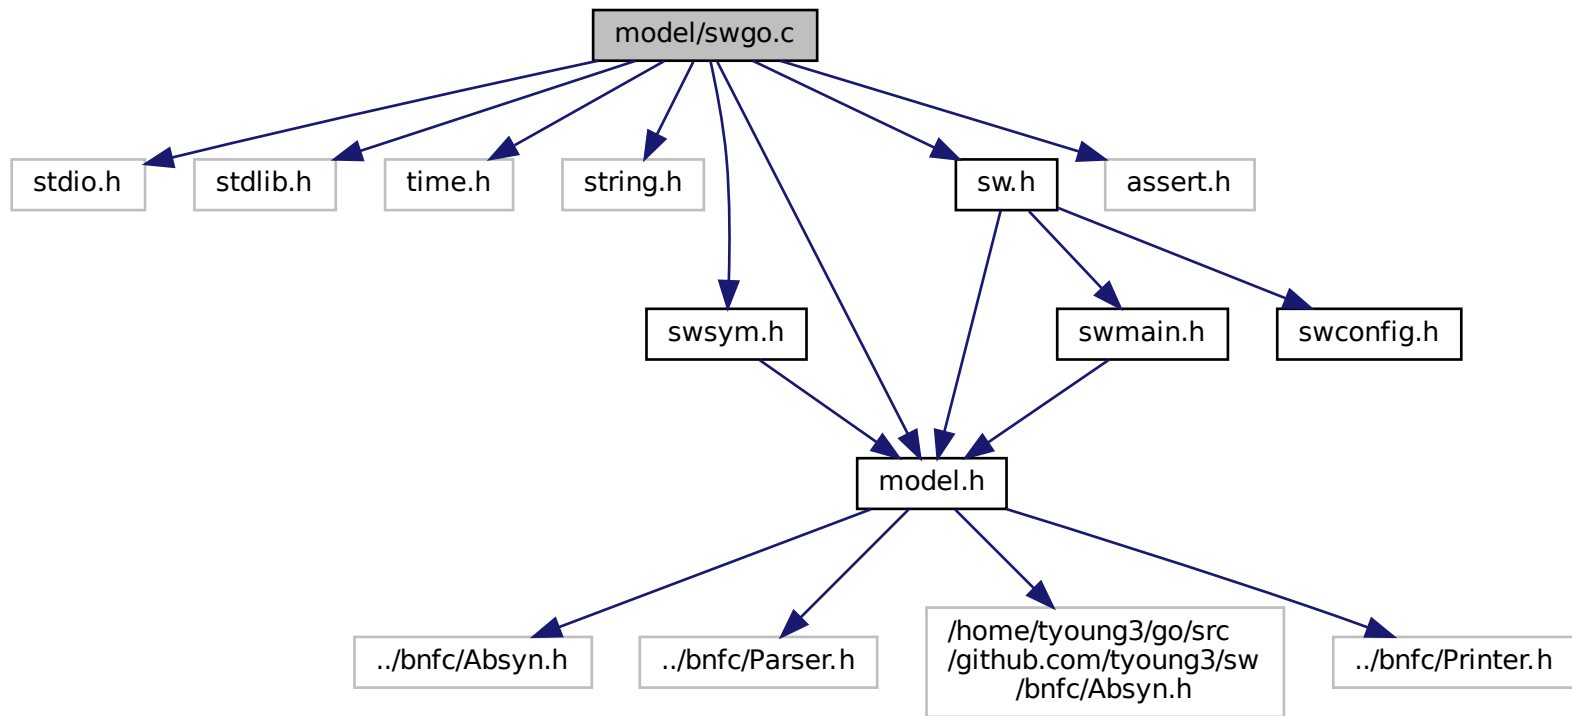 model/swgo.c
stdio.h
stdlib.h
time.h
string.h
sw.h
assert.h
swsym.h
swmain.h
swconfig.h
model.h
../bnfc/Absyn.h
../bnfc/Parser.h
/home/tyoung3/go/src
/github.com/tyoung3/sw
/bnfc/Absyn.h
../bnfc/Printer.h